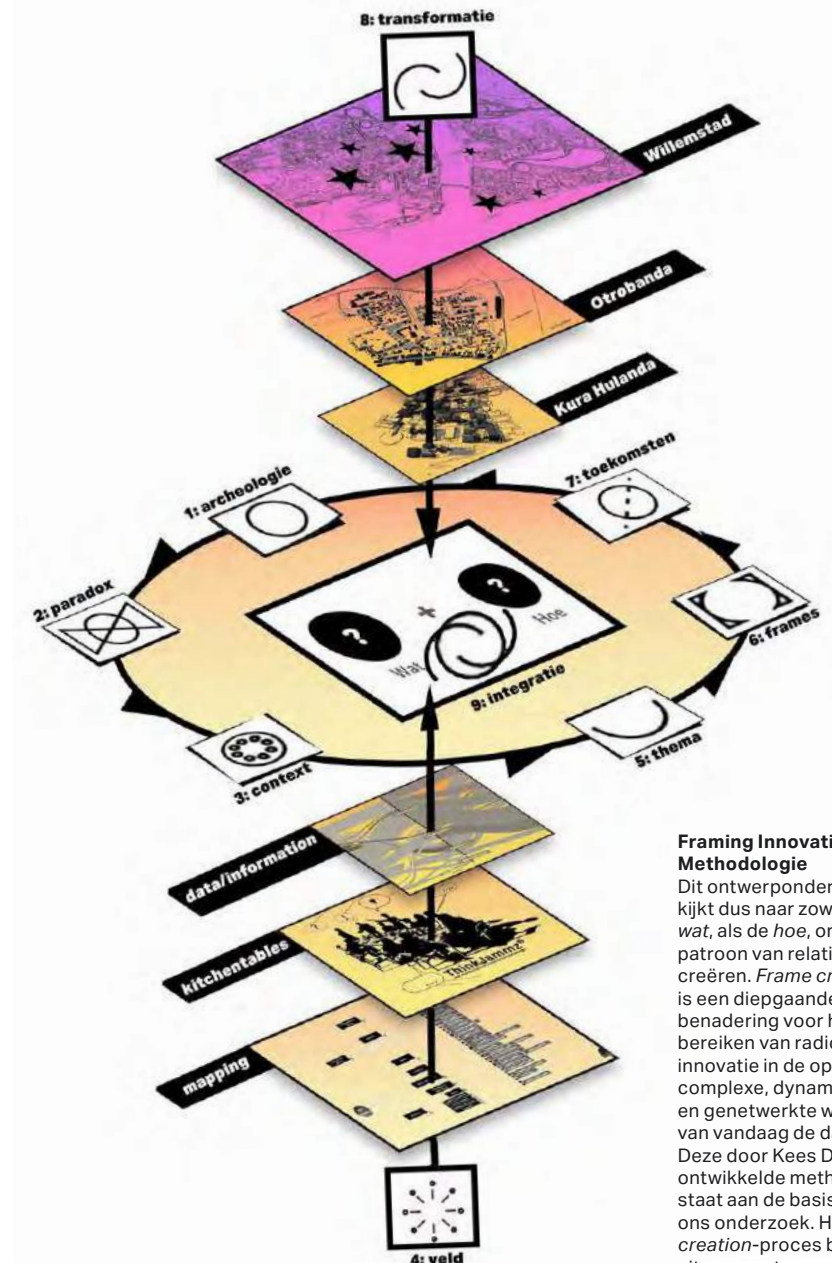 8: transformatie
Willemstad
Otrobanda
Kura Hulanda
1: archeologie
7: toekomsten
2: paradox
6: frames
?
+
?
Wat
Hoe
9: integratie
3: context
5: thema
data/information
kitchentables
ThinkJammz®
mapping
4: veld
Framing Innovati
Methodologie
Dit ontwerponder
kijkt dus naar zow
wat, als de hoe, o
patroon van relati
creëren. Frame cr
is een diepgaande
benadering voor h
bereiken van radic
innovatie in de op
complexe, dynam
en genetwerkte w
van vandaag de da
Deze door Kees D
ontwikkelde meth
staat aan de basis
ons onderzoek. H
creation-proces b